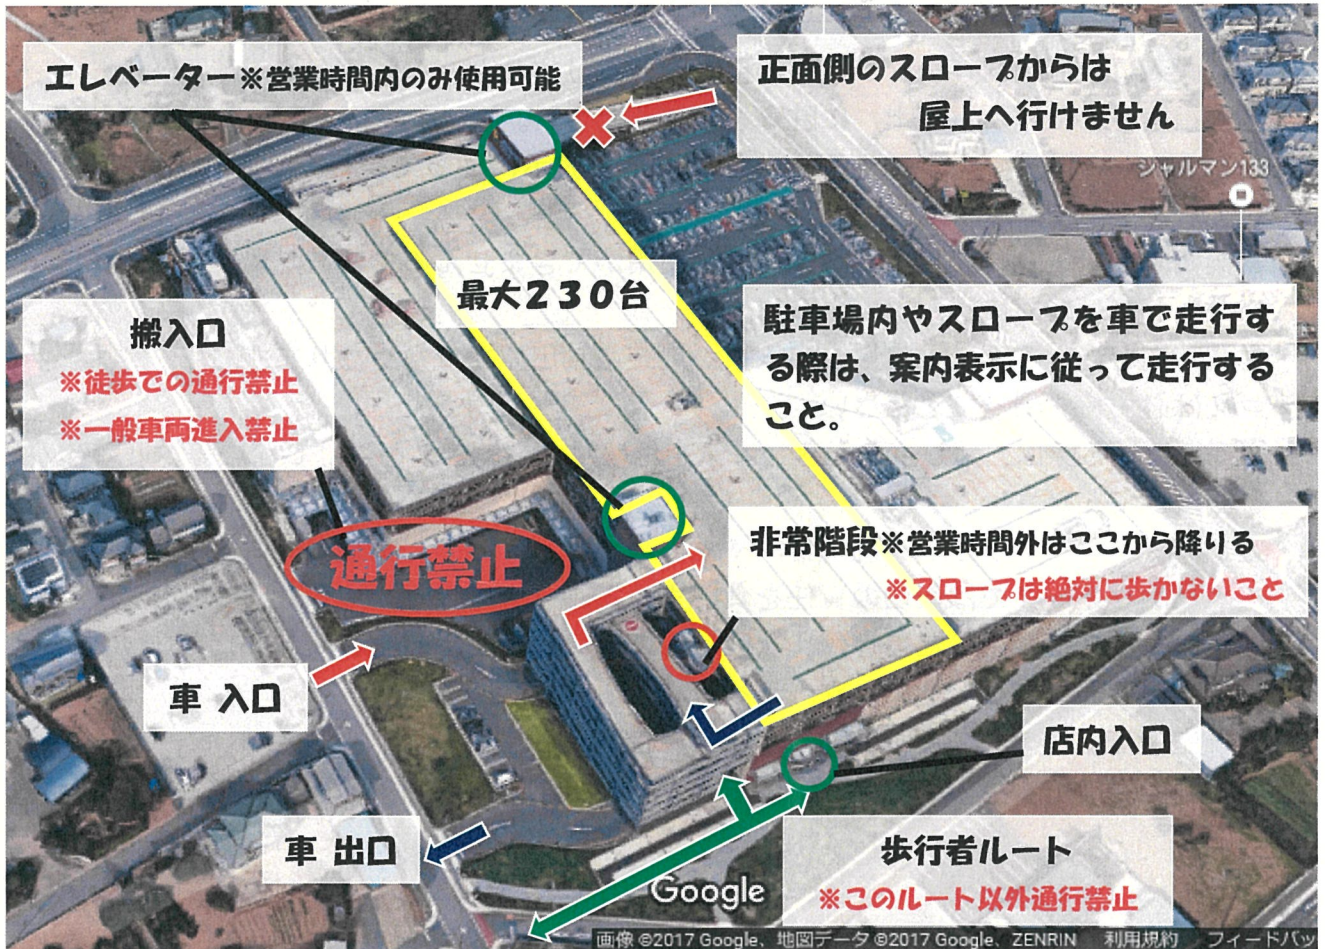 エレベーター※営業時間内のみ使用可能
正面側のスロープからは
屋上へ行けません
シャルマン133
最大230台
搬入口
※徒歩での通行禁止
※一般車両進入禁止
駐車場内やスロープを車で走行す
る際は、案内表示に従って走行する
こと。
通行禁止
非常階段※営業時間外はここから降りる
※スロープは絶対に歩かないこと
車 入口
店内入口
車 出口
歩行者ルート
※このルート以外通行禁止
Google
画像 ©2017 Google、地図データ ©2017 Google、ZENRIN 利用規約 フィードバッ